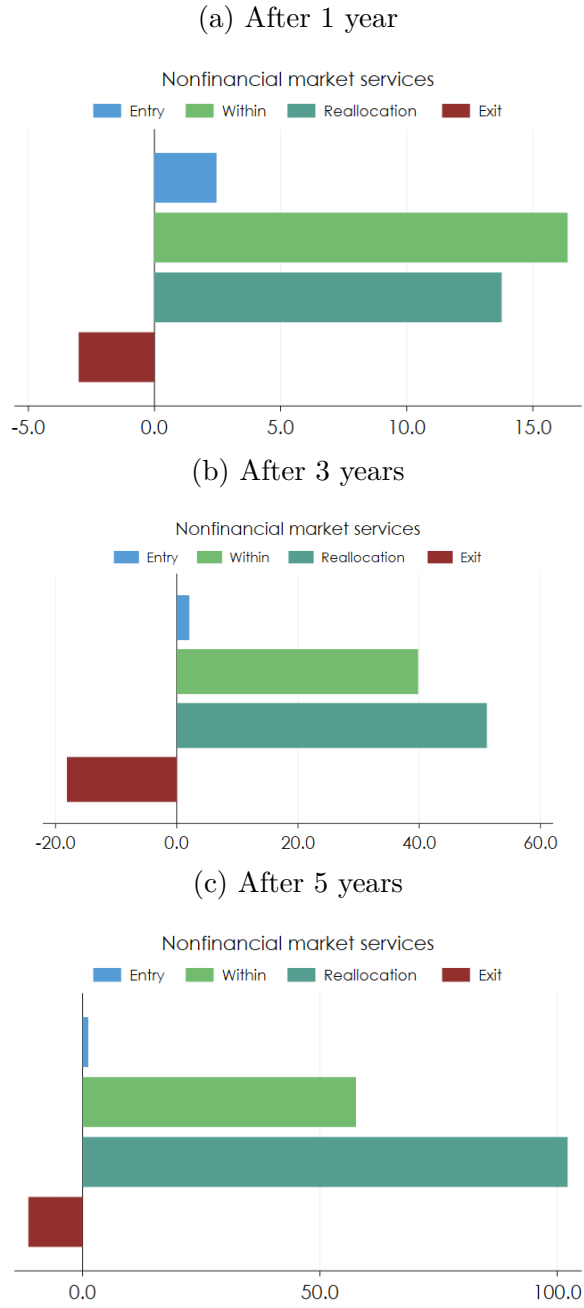 (a) After 1 year
Nonfinancial market services
Entry Within Reallocation Exit
-5.0 0.0 5.0 10.0 15.0
(b) After 3 years
Nonfinancial market services
Entry Within Reallocation Exit
-20.0 0.0 20.0 40.0 60.0
(c) After 5 years
Nonfinancial market services
Entry Within Reallocation Exit
0.0 50.0 100.0